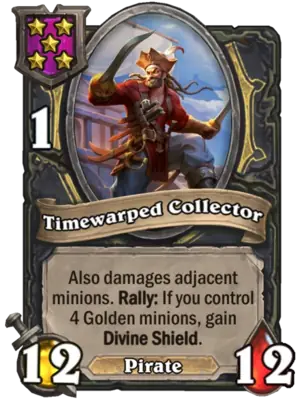 1
Timewarped Collector
Also damages adjacent
minions. Rally: If you control
4 Golden minions, gain
Divine Shield.
12
Pirate
12